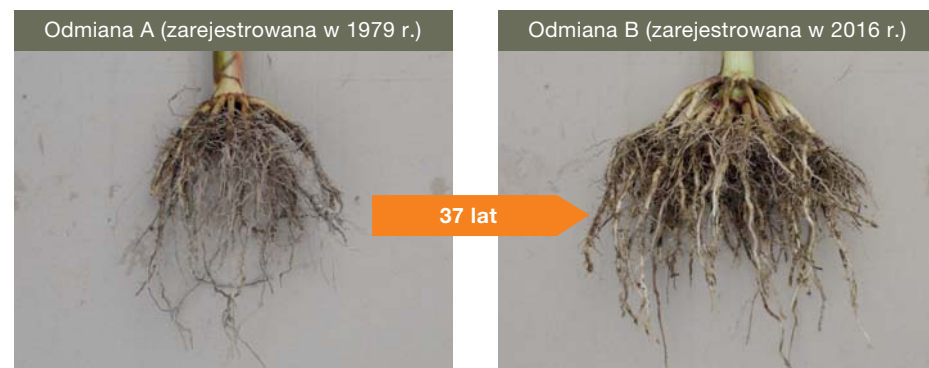 Odmiana A (zarejestrowana w 1979 r.)
Odmiana B (zarejestrowana w 2016 r.)
37 lat